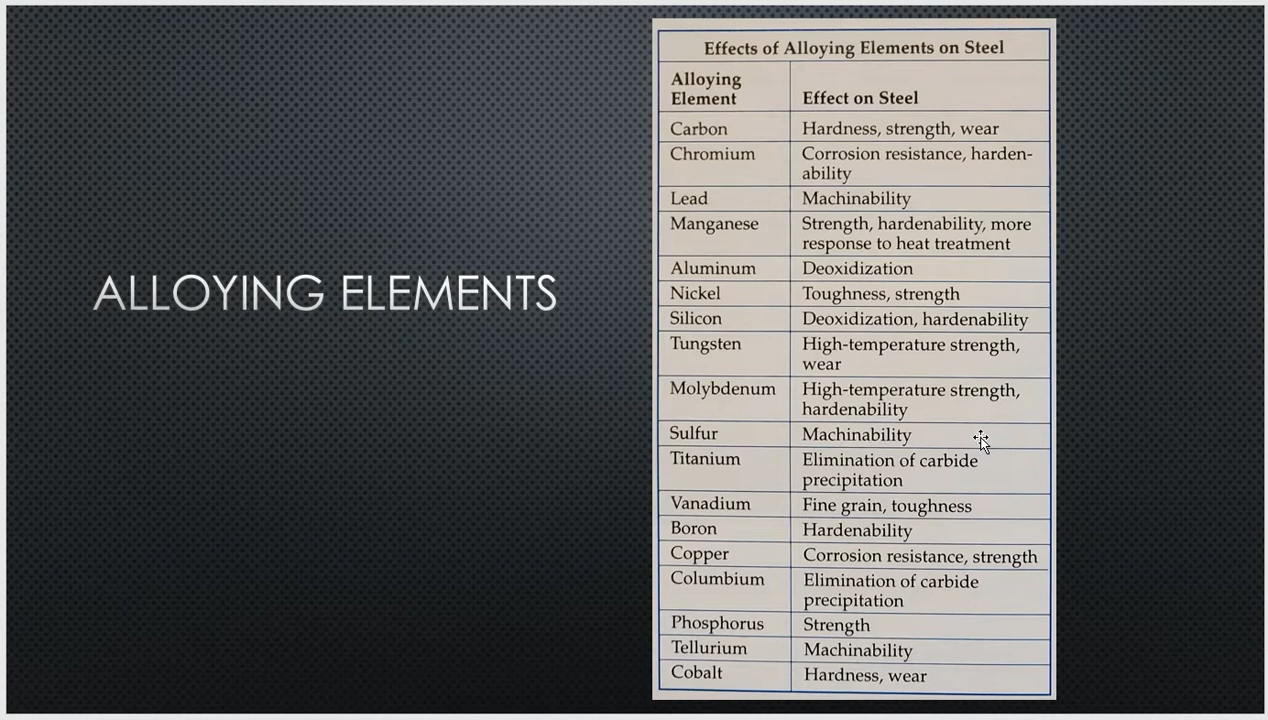 ALLOYING ELEMENTS
Effects of Alloying Elements on Steel
Alloying
Element
Effect on Steel
Carbon
Hardness, strength, wear
Chromium
Corrosion resistance, harden-
ability
Lead
Machinability
Manganese
Strength, hardenability, more
response to heat treatment
Aluminum
Deoxidization
Nickel
Toughness, strength
Silicon
Deoxidization, hardenability
Tungsten
High-temperature strength,
wear
Molybdenum
High-temperature strength,
hardenability
Sulfur
Machinability
Titanium
Elimination of carbide
precipitation
Vanadium
Fine grain, toughness
Boron
Hardenability
Copper
Corrosion resistance, strength
Columbium
Elimination of carbide
precipitation
Phosphorus
Strength
Tellurium
Machinability
Cobalt
Hardness, wear